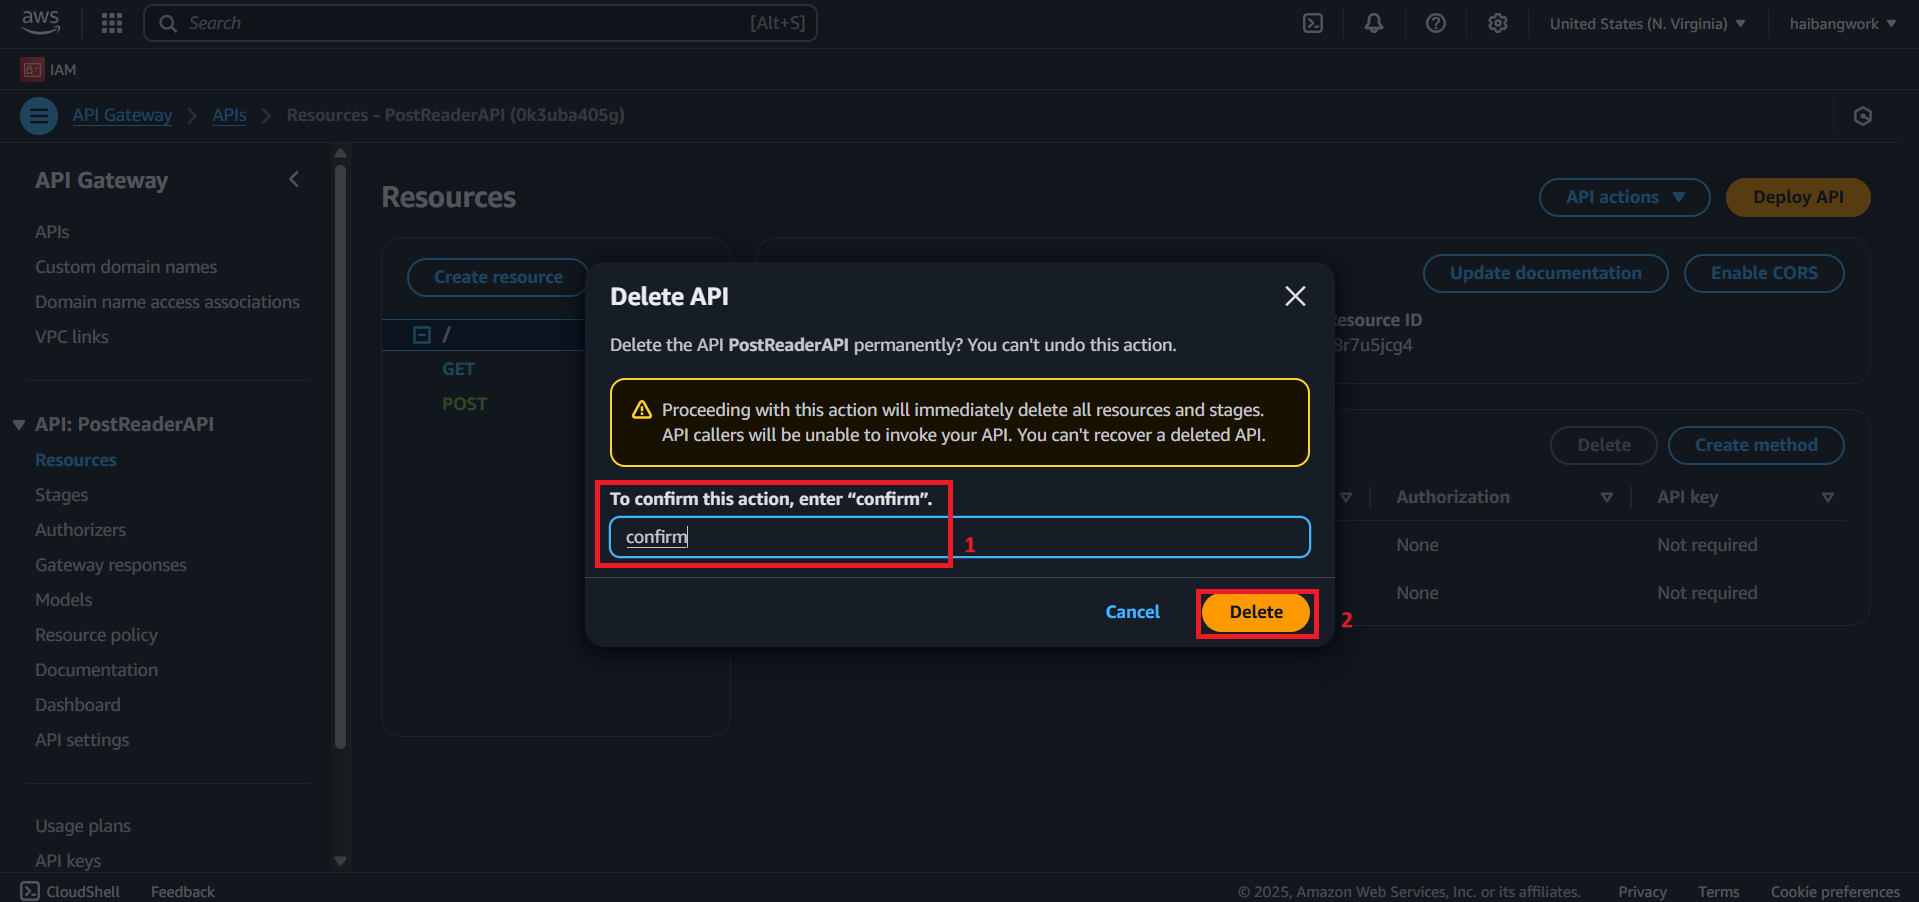 aws
Search
[Alt+S]
United States (N. Virginia)
haibangwork
IAM
API Gateway
APIs
Resources - PostReaderAPI (0k3uba405g)
API Gateway
APIs
Custom domain names
Domain name access associations
VPC links
API: PostReaderAPI
Resources
Stages
Authorizers
Gateway responses
Models
Resource policy
Documentation
Dashboard
API settings
Usage plans
API keys
Resources
API actions
Deploy API
Create resource
/
GET
POST
Update documentation
Enable CORS
Resource ID
8r7u5jcg4
Delete
Create method
Authorization
API key
None
Not required
None
Not required
Delete API
Delete the API PostReaderAPI permanently? You can't undo this action.
Proceeding with this action will immediately delete all resources and stages.
API callers will be unable to invoke your API. You can't recover a deleted API.
To confirm this action, enter “confirm”.
confirm
1
Cancel
Delete
2
CloudShell
Feedback
© 2025, Amazon Web Services, Inc. or its affiliates.
Privacy
Terms
Cookie preferences